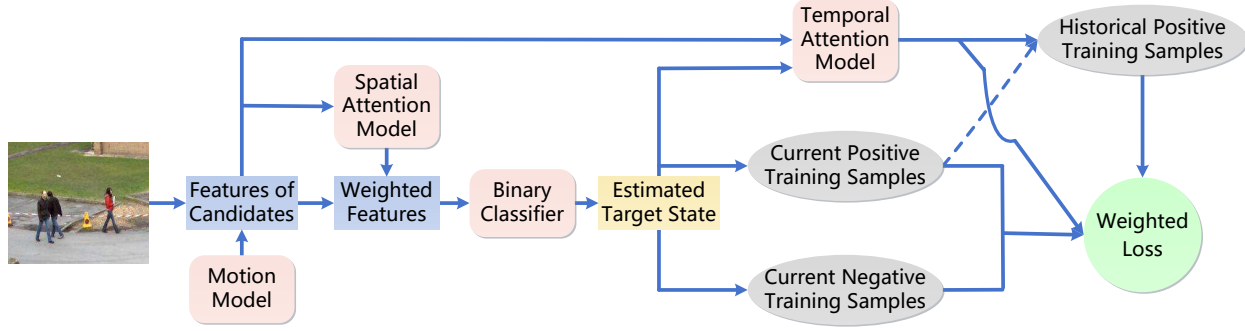 Features of
Candidates
Motion
Model
Spatial
Attention
Model
Weighted
Features
Binary
Classifier
Estimated
Target State
Temporal
Attention
Model
Current Positive
Training Samples
Current Negative
Training Samples
Historical Positive
Training Samples
Weighted
Loss